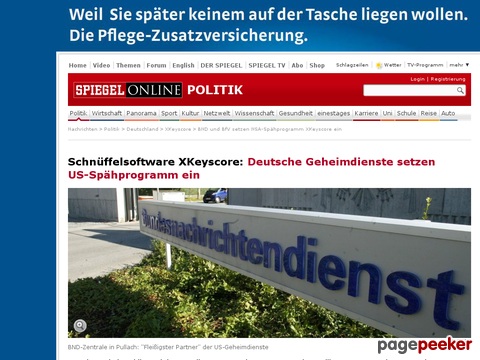 Weil Sie später keinem auf der Tasche liegen wollen.
Die Pflege-Zusatzversicherung.
Home Video Themen Forum English DER SPIEGEL SPIEGEL TV Abo Shop Schlagzeilen Wetter TV-Programm mehr
Login | Registrierung
SPIEGEL ONLINE POLITIK
Politik Wirtschaft Panorama Sport Kultur Netzwelt Wissenschaft Gesundheit einestages Karriere Uni Schule Reise Auto
Nachrichten > Politik > Deutschland > XKeyscore > BND und BfV setzen NSA-Spähprogramm XKeyscore ein
Schnüffelsoftware XKeyscore: Deutsche Geheimdienste setzen
US-Spähprogramm ein
Bundesnachrichtendienst
BND-Zentrale in Pullach: "Fleißigster Partner" der US-Geheimdienste
pagepeeker